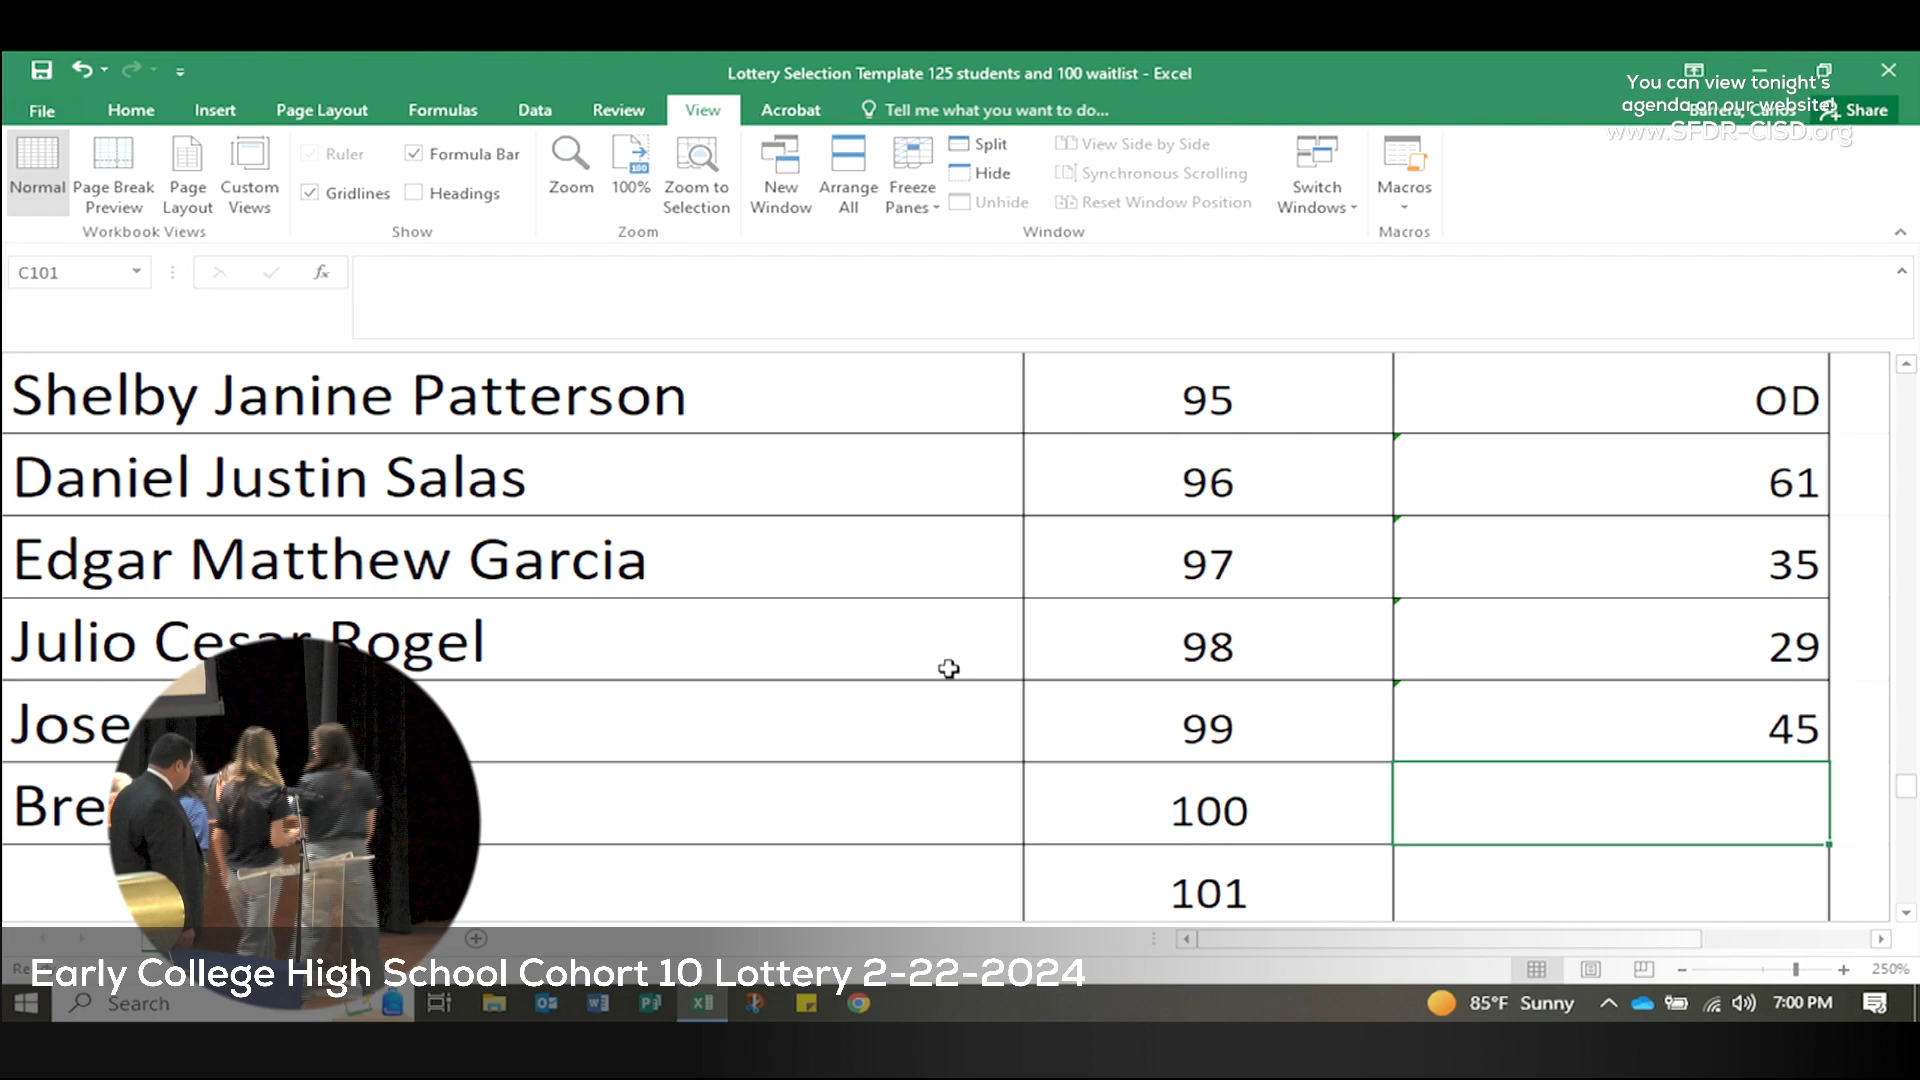 Lottery Selection Template 125 students and 100 waitlist - Excel
You can view tonight's
agenda on our website!
www.SFDR-CISD.org
File Home Insert Page Layout Formulas Data Review View Acrobat Tell me what you want to do... Barrera, Carlos Share
Normal Page Break Preview Page Layout Custom Views
Ruler Formula Bar
Gridlines Headings
Zoom 100% Zoom to Selection
New Window Arrange All Freeze Panes
Split View Side by Side
Hide Synchronous Scrolling
Unhide Reset Window Position
Switch Windows Macros
Workbook Views Show Zoom Window Macros
C101 fx
Shelby Janine Patterson 95 OD
Daniel Justin Salas 96 61
Edgar Matthew Garcia 97 35
Julio Cesar Rogel 98 29
Jose 99 45
Bre 100
101
Early College High School Cohort 10 Lottery 2-22-2024
250%
Search 85°F Sunny 7:00 PM